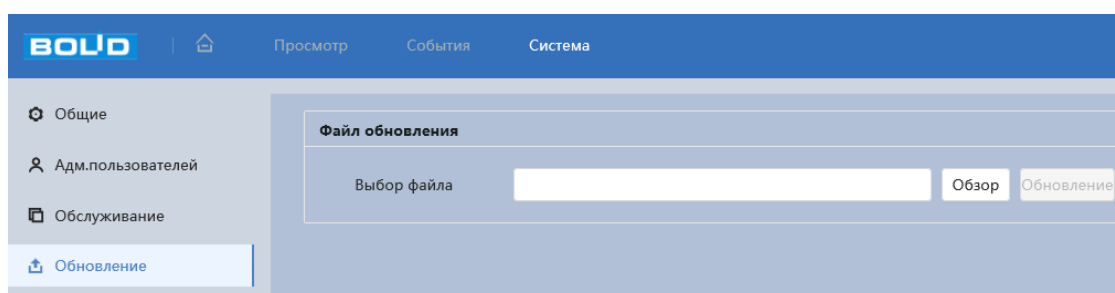 BOLID
Просмотр События Система
Общие
Адм.пользователей
Обслуживание
Обновление
Файл обновления
Выбор файла Обзор Обновление